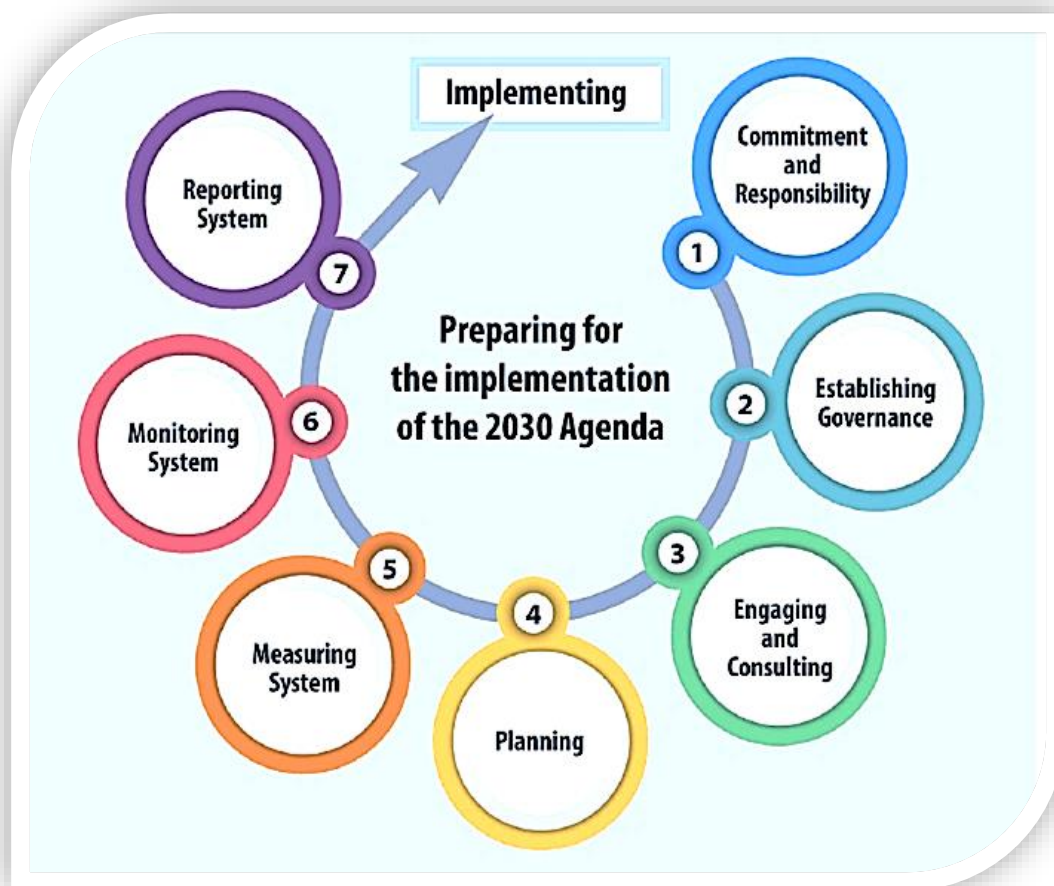 Implementing
Commitment
and
Responsibility
1
2
Establishing
Governance
3
Engaging
and
Consulting
4
Planning
5
Measuring
System
6
Monitoring
System
7
Reporting
System
Preparing for
the implementation
of the 2030 Agenda